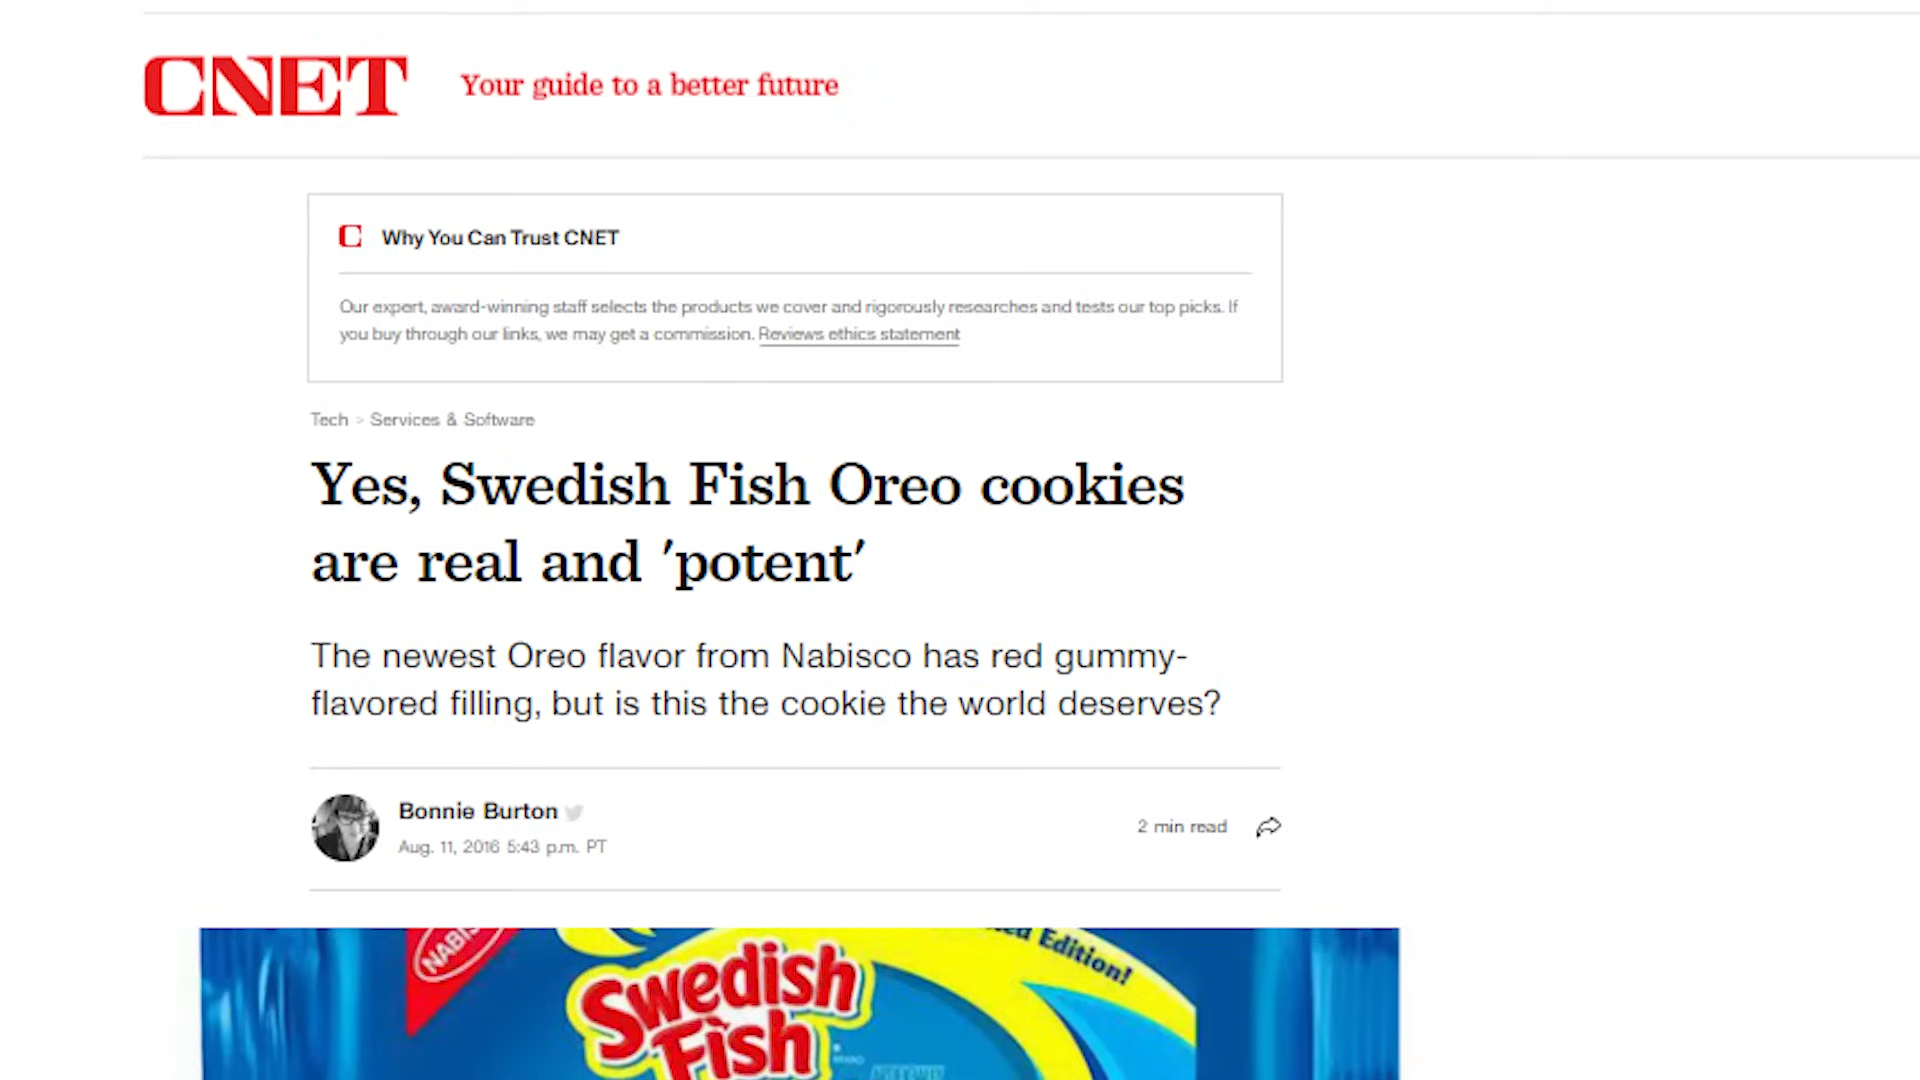 CNET Your guide to a better future
Why You Can Trust CNET
Our expert, award-winning staff selects the products we cover and rigorously researches and tests our top picks. If
you buy through our links, we may get a commission. Reviews ethics statement
Tech > Services & Software
Yes, Swedish Fish Oreo cookies
are real and 'potent'
The newest Oreo flavor from Nabisco has red gummy-
flavored filling, but is this the cookie the world deserves?
Bonnie Burton
Aug. 11, 2016 5:43 p.m. PT
2 min read
Edition!
Swedish
Fish